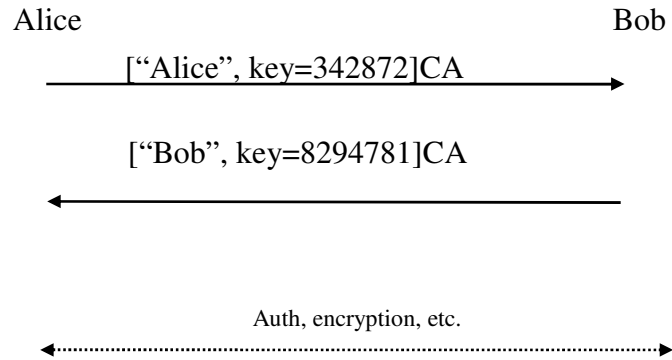 Alice Bob
[“Alice”, key=342872]CA
[“Bob”, key=8294781]CA
Auth, encryption, etc.